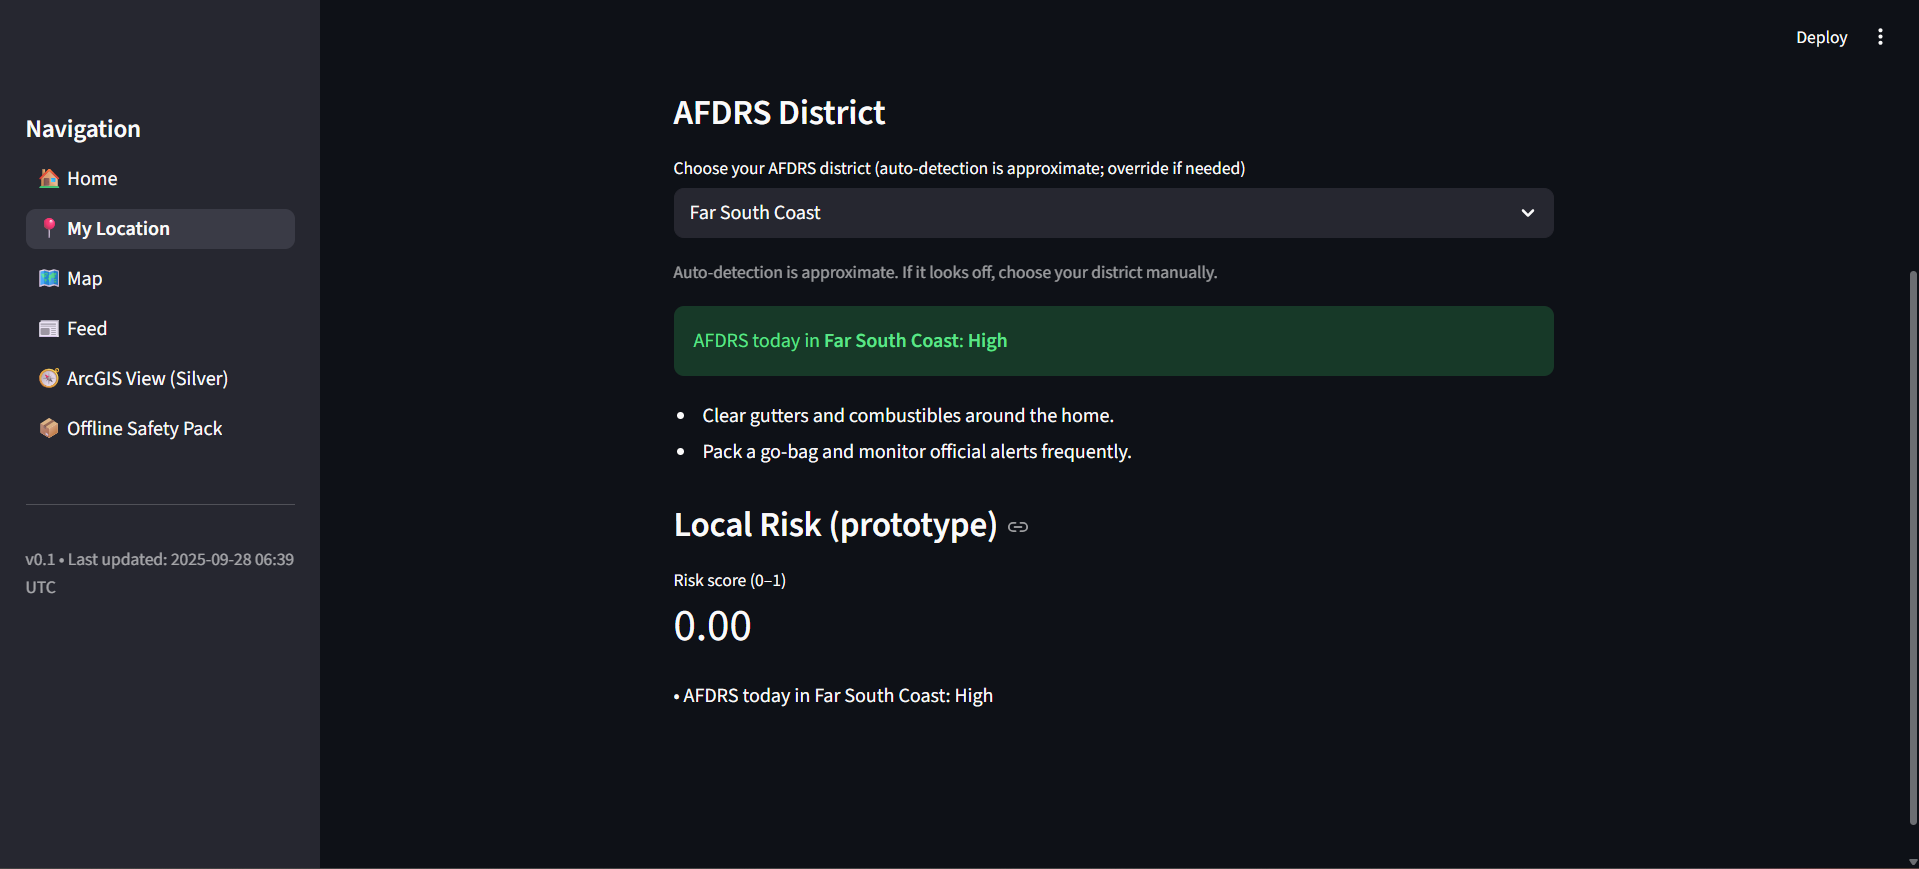 Deploy
Navigation
Home
My Location
Map
Feed
ArcGIS View (Silver)
Offline Safety Pack
v0.1 • Last updated: 2025-09-28 06:39
UTC
AFDRS District
Choose your AFDRS district (auto-detection is approximate; override if needed)
Far South Coast
Auto-detection is approximate. If it looks off, choose your district manually.
AFDRS today in Far South Coast: High
• Clear gutters and combustibles around the home.
• Pack a go-bag and monitor official alerts frequently.
Local Risk (prototype)
Risk score (0–1)
0.00
• AFDRS today in Far South Coast: High